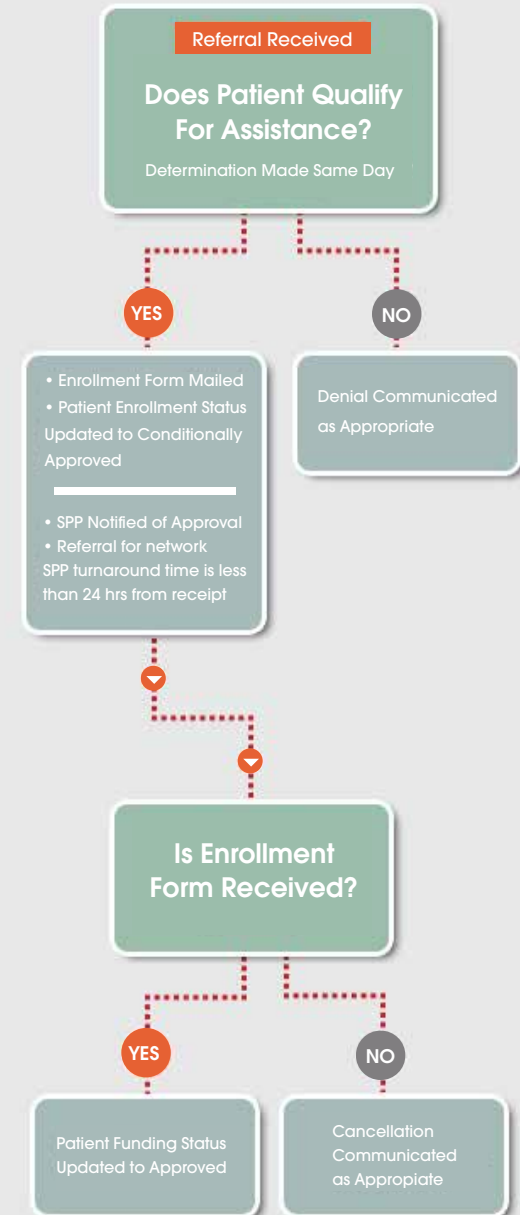 Referral Received
Does Patient Qualify
For Assistance?
Determination Made Same Day
YES
NO
• Enrollment Form Mailed
• Patient Enrollment Status
Updated to Conditionally
Approved
• SPP Notified of Approval
• Referral for network
SPP turnaround time is less
than 24 hrs from receipt
Denial Communicated
as Appropriate
Is Enrollment
Form Received?
YES
NO
Patient Funding Status
Updated to Approved
Cancellation
Communicated
as Appropiate